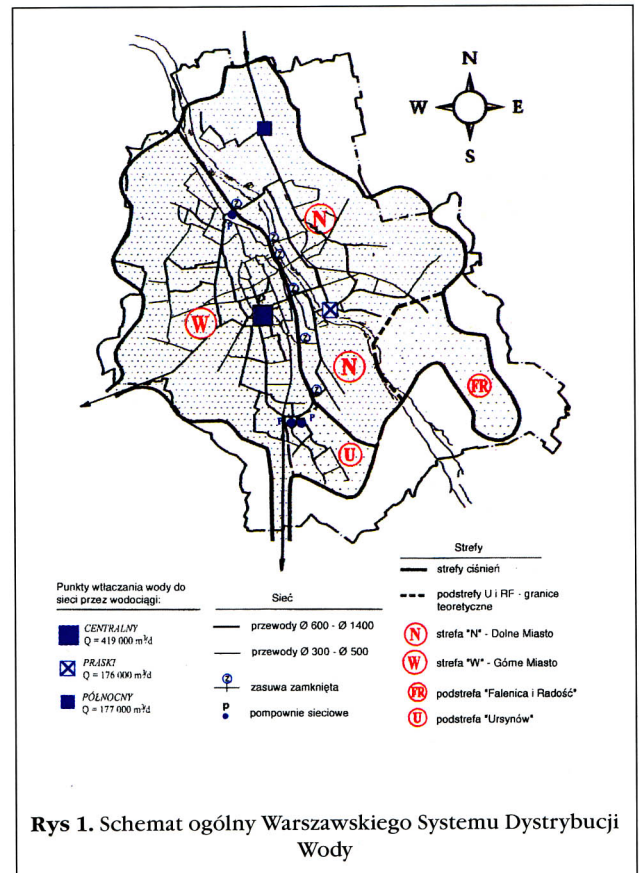 N
W E
S
Z
P
N
Z
Z
Z
W
Z
N
FR
Z
P P
U
Punkty wtłaczania wody do
sieci przez wodociągi:
CENTRALNY
Q = 419 000 m³/d
PRASKI
Q = 176 000 m³/d
PÓŁNOCNY
Q = 177 000 m³/d
Sieć
przewody Ø 600 - Ø 1400
przewody Ø 300 - Ø 500
Z
zasuwa zamknięta
P
pompownie sieciowe
Strefy
strefy ciśnień
podstrefy U i RF - granice
teoretyczne
N strefa "N" - Dolne Miasto
W strefa "W" - Górne Miasto
FR podstrefa "Falenica i Radość"
U podstrefa "Ursynów"
Rys 1. Schemat ogólny Warszawskiego Systemu Dystrybucji
Wody